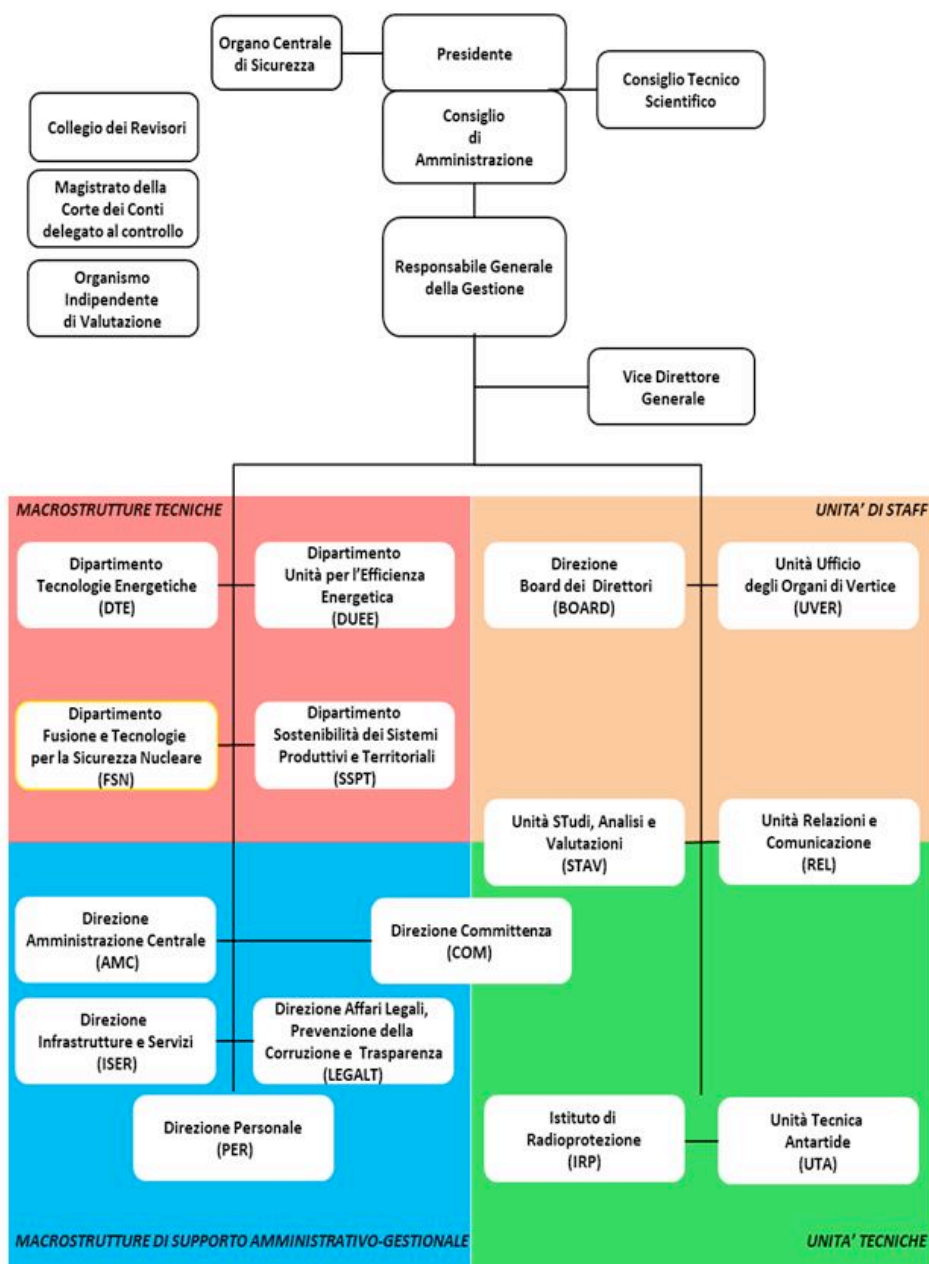 Organo Centrale
di Sicurezza
Presidente
Consiglio Tecnico
Scientifico
Collegio dei Revisori
Consiglio
di
Amministrazione
Magistrato della
Corte dei Conti
delegato al controllo
Responsabile Generale
della Gestione
Organismo
Indipendente
di Valutazione
Vice Direttore
Generale
MACROSTRUTTURE TECNICHE
UNITA' DI STAFF
Dipartimento
Tecnologie Energetiche
(DTE)
Dipartimento
Unità per l'Efficienza
Energetica
(DUEE)
Direzione
Board dei Direttori
(BOARD)
Unità Ufficio
degli Organi di Vertice
(UVER)
Dipartimento
Fusione e Tecnologie
per la Sicurezza Nucleare
(FSN)
Dipartimento
Sostenibilità dei Sistemi
Produttivi e Territoriali
(SSPT)
Unità STudi, Analisi e
Valutazioni
(STAV)
Unità Relazioni e
Comunicazione
(REL)
Direzione
Amministrazione Centrale
(AMC)
Direzione Committenza
(COM)
Direzione
Infrastrutture e Servizi
(ISER)
Direzione Affari Legali,
Prevenzione della
Corruzione e Trasparenza
(LEGALT)
Direzione Personale
(PER)
Istituto di
Radioprotezione
(IRP)
Unità Tecnica
Antartide
(UTA)
MACROSTRUTTURE DI SUPPORTO AMMINISTRATIVO-GESTIONALE
UNITA' TECNICHE